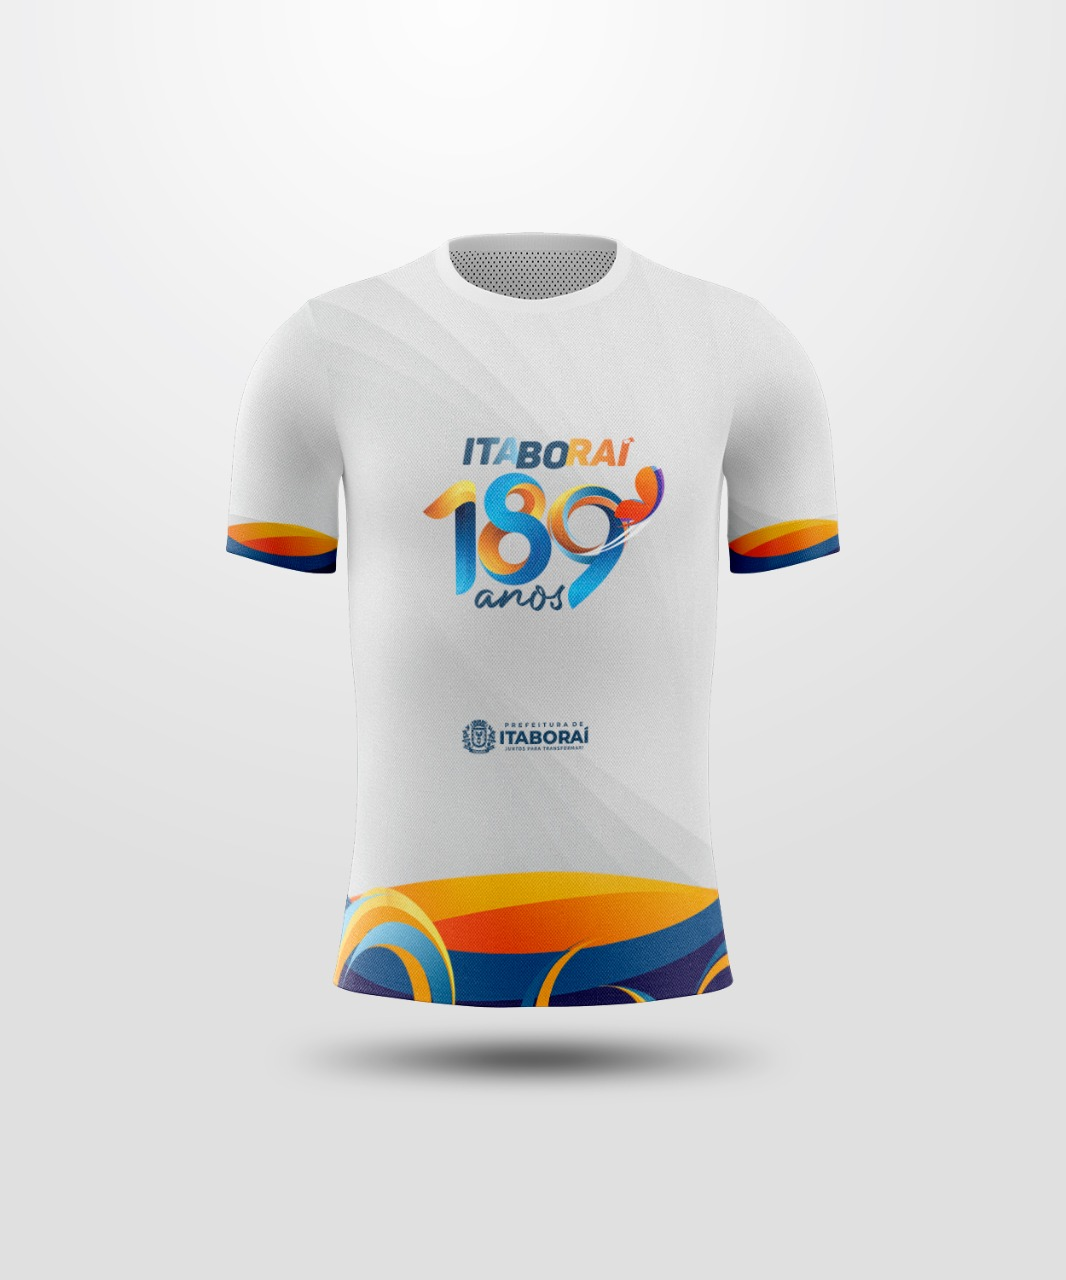 ITABORAÍ
189
anos
PREFEITURA DE
ITABORAÍ
JUNTOS PARA TRANSFORMAR!